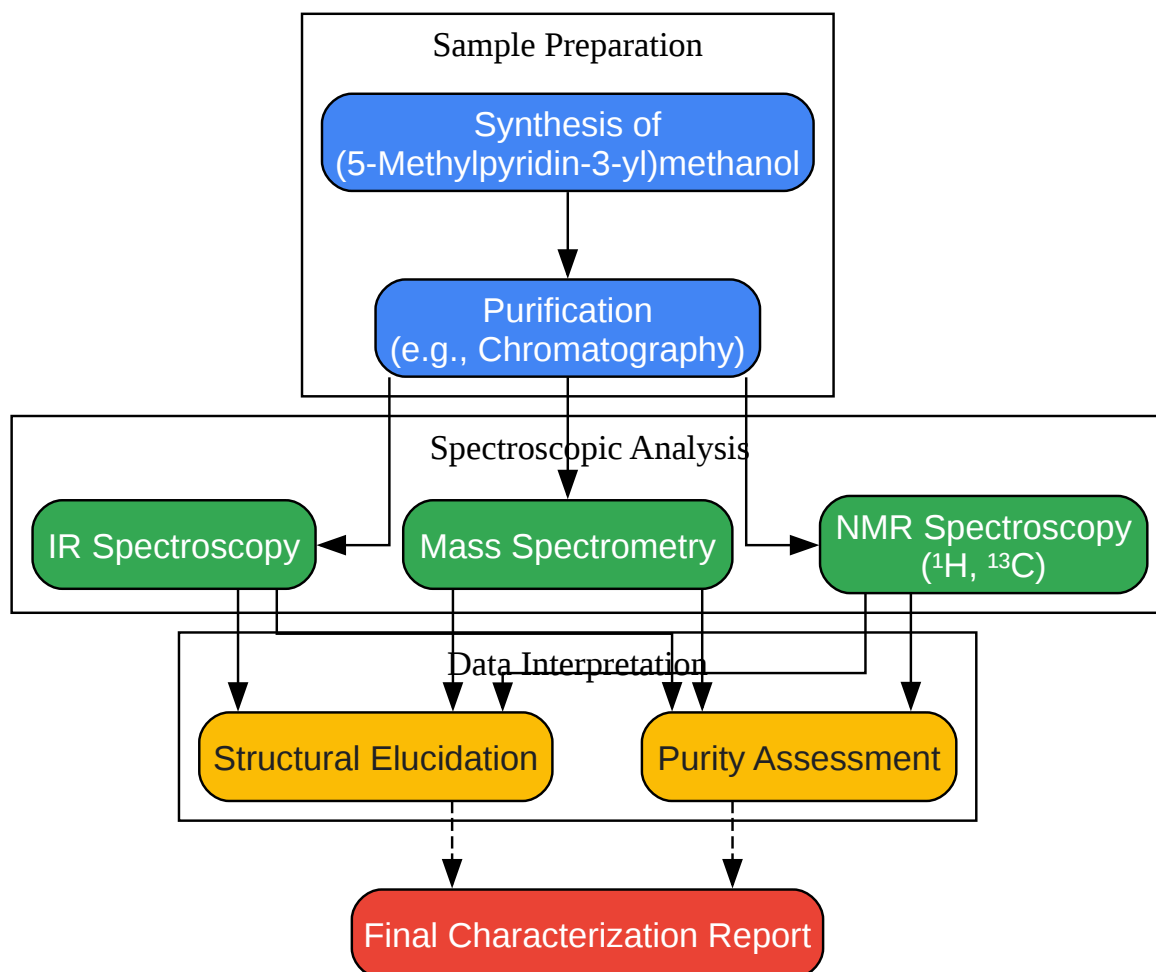 Sample Preparation
Synthesis of
(5-Methylpyridin-3-yl)methanol
Purification
(e.g., Chromatography)
Spectroscopic Analysis
IR Spectroscopy
Mass Spectrometry
NMR Spectroscopy
(¹H, ¹³C)
Data Interpretation
Structural Elucidation
Purity Assessment
Final Characterization Report